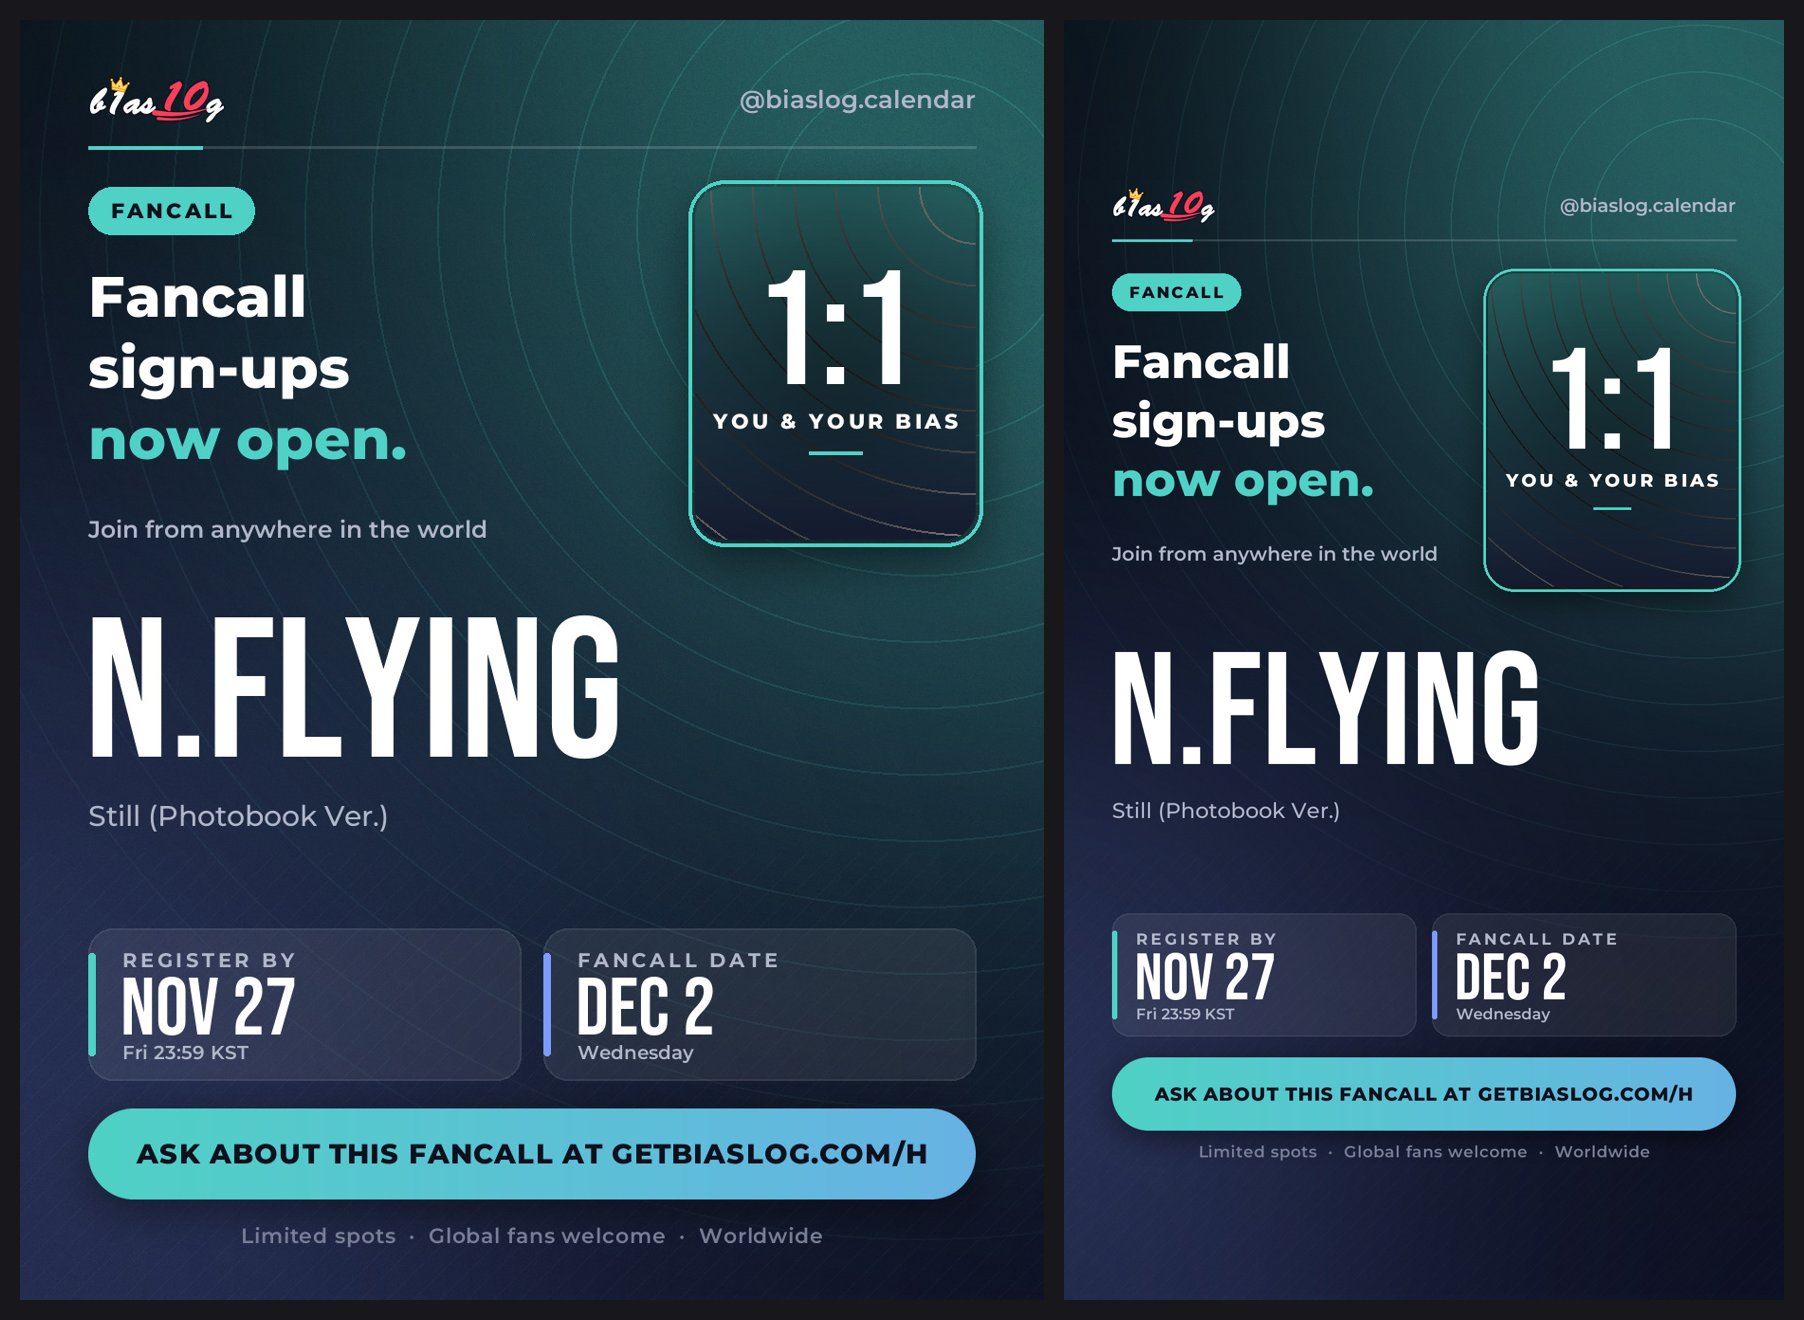 b1as10g
@biaslog.calendar
FANCALL
Fancall
sign-ups
now open.
Join from anywhere in the world
1:1
YOU & YOUR BIAS
N.FLYING
Still (Photobook Ver.)
REGISTER BY
NOV 27
Fri 23:59 KST
FANCALL DATE
DEC 2
Wednesday
ASK ABOUT THIS FANCALL AT GETBIASLOG.COM/H
Limited spots · Global fans welcome · Worldwide
b1as10g
@biaslog.calendar
FANCALL
Fancall
sign-ups
now open.
Join from anywhere in the world
1:1
YOU & YOUR BIAS
N.FLYING
Still (Photobook Ver.)
REGISTER BY
NOV 27
Fri 23:59 KST
FANCALL DATE
DEC 2
Wednesday
ASK ABOUT THIS FANCALL AT GETBIASLOG.COM/H
Limited spots · Global fans welcome · Worldwide